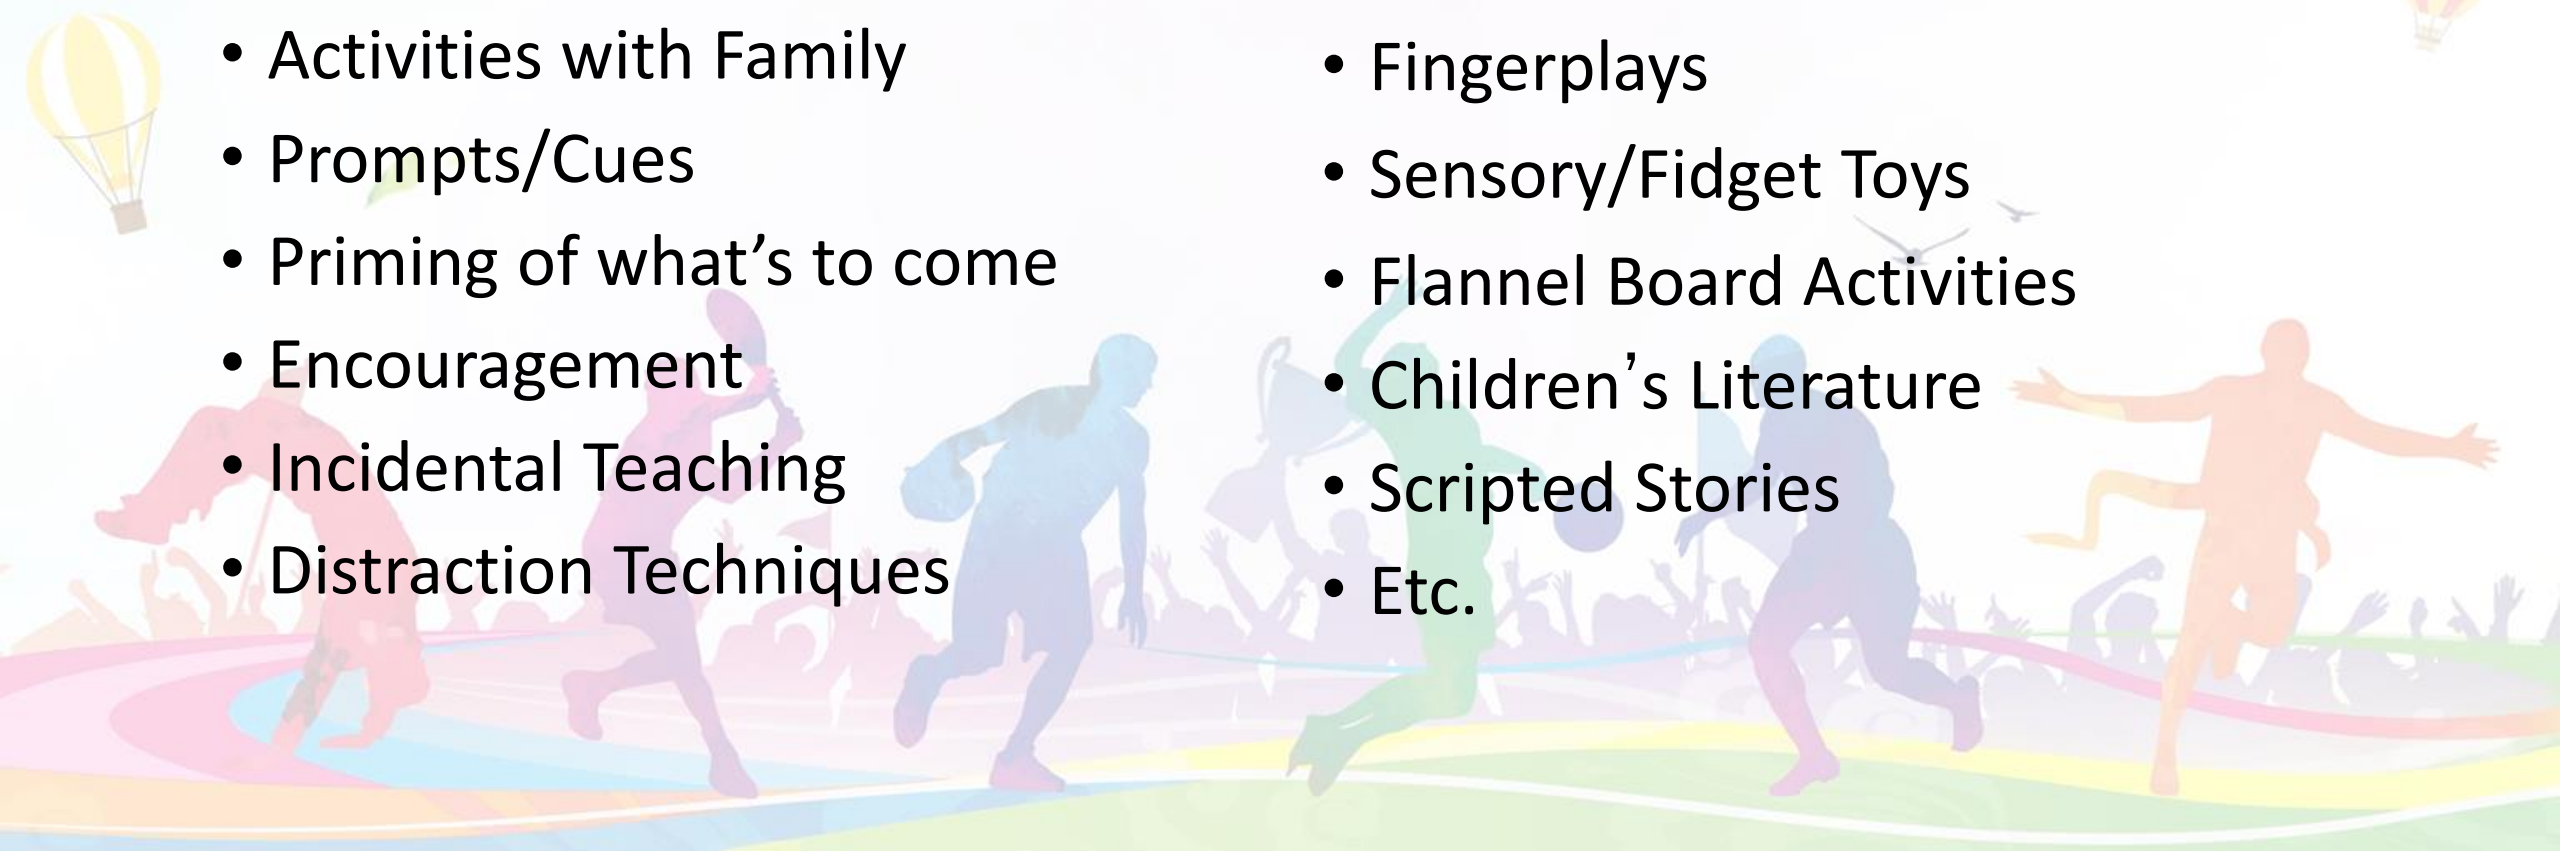 • Activities with Family
• Prompts/Cues
• Priming of what’s to come
• Encouragement
• Incidental Teaching
• Distraction Techniques
• Fingerplays
• Sensory/Fidget Toys
• Flannel Board Activities
• Children’s Literature
• Scripted Stories
• Etc.